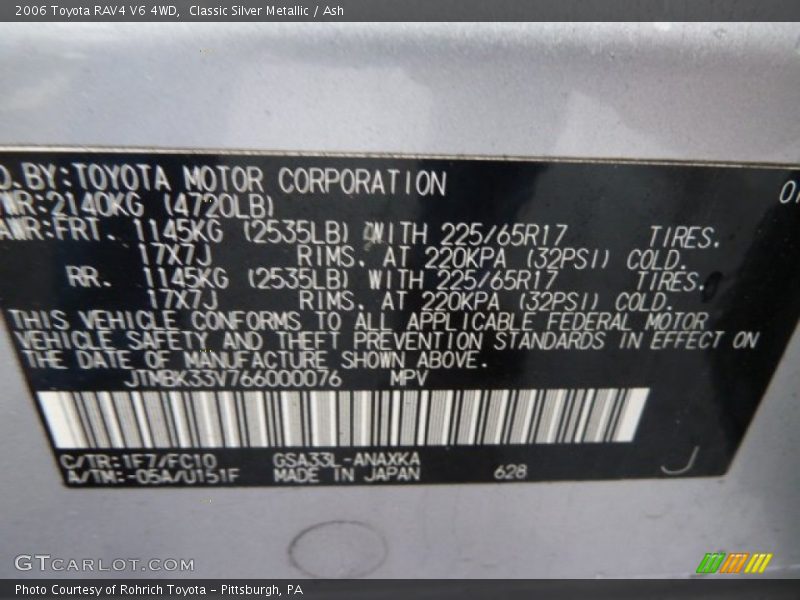 2006 Toyota RAV4 V6 4WD, Classic Silver Metallic / Ash
D.BY:TOYOTA MOTOR CORPORATION 01
WR:2140KG (4720LB)
AWR:FRT. 1145KG (2535LB) WITH 225/65R17 TIRES.
17X7J RIMS. AT 220KPA (32PSI) COLD.
RR. 1145KG (2535LB) WITH 225/65R17 TIRES.
17X7J RIMS. AT 220KPA (32PSI) COLD.
THIS VEHICLE CONFORMS TO ALL APPLICABLE FEDERAL MOTOR
VEHICLE SAFETY AND THEFT PREVENTION STANDARDS IN EFFECT ON
THE DATE OF MANUFACTURE SHOWN ABOVE.
JTMBK33V766000076 MPV
C/TR:1F7/FC10 GSA33L-ANAXKA
A/TM:-05A/U151F MADE IN JAPAN 628 J
GTCARLOT.COM
Photo Courtesy of Rohrich Toyota - Pittsburgh, PA